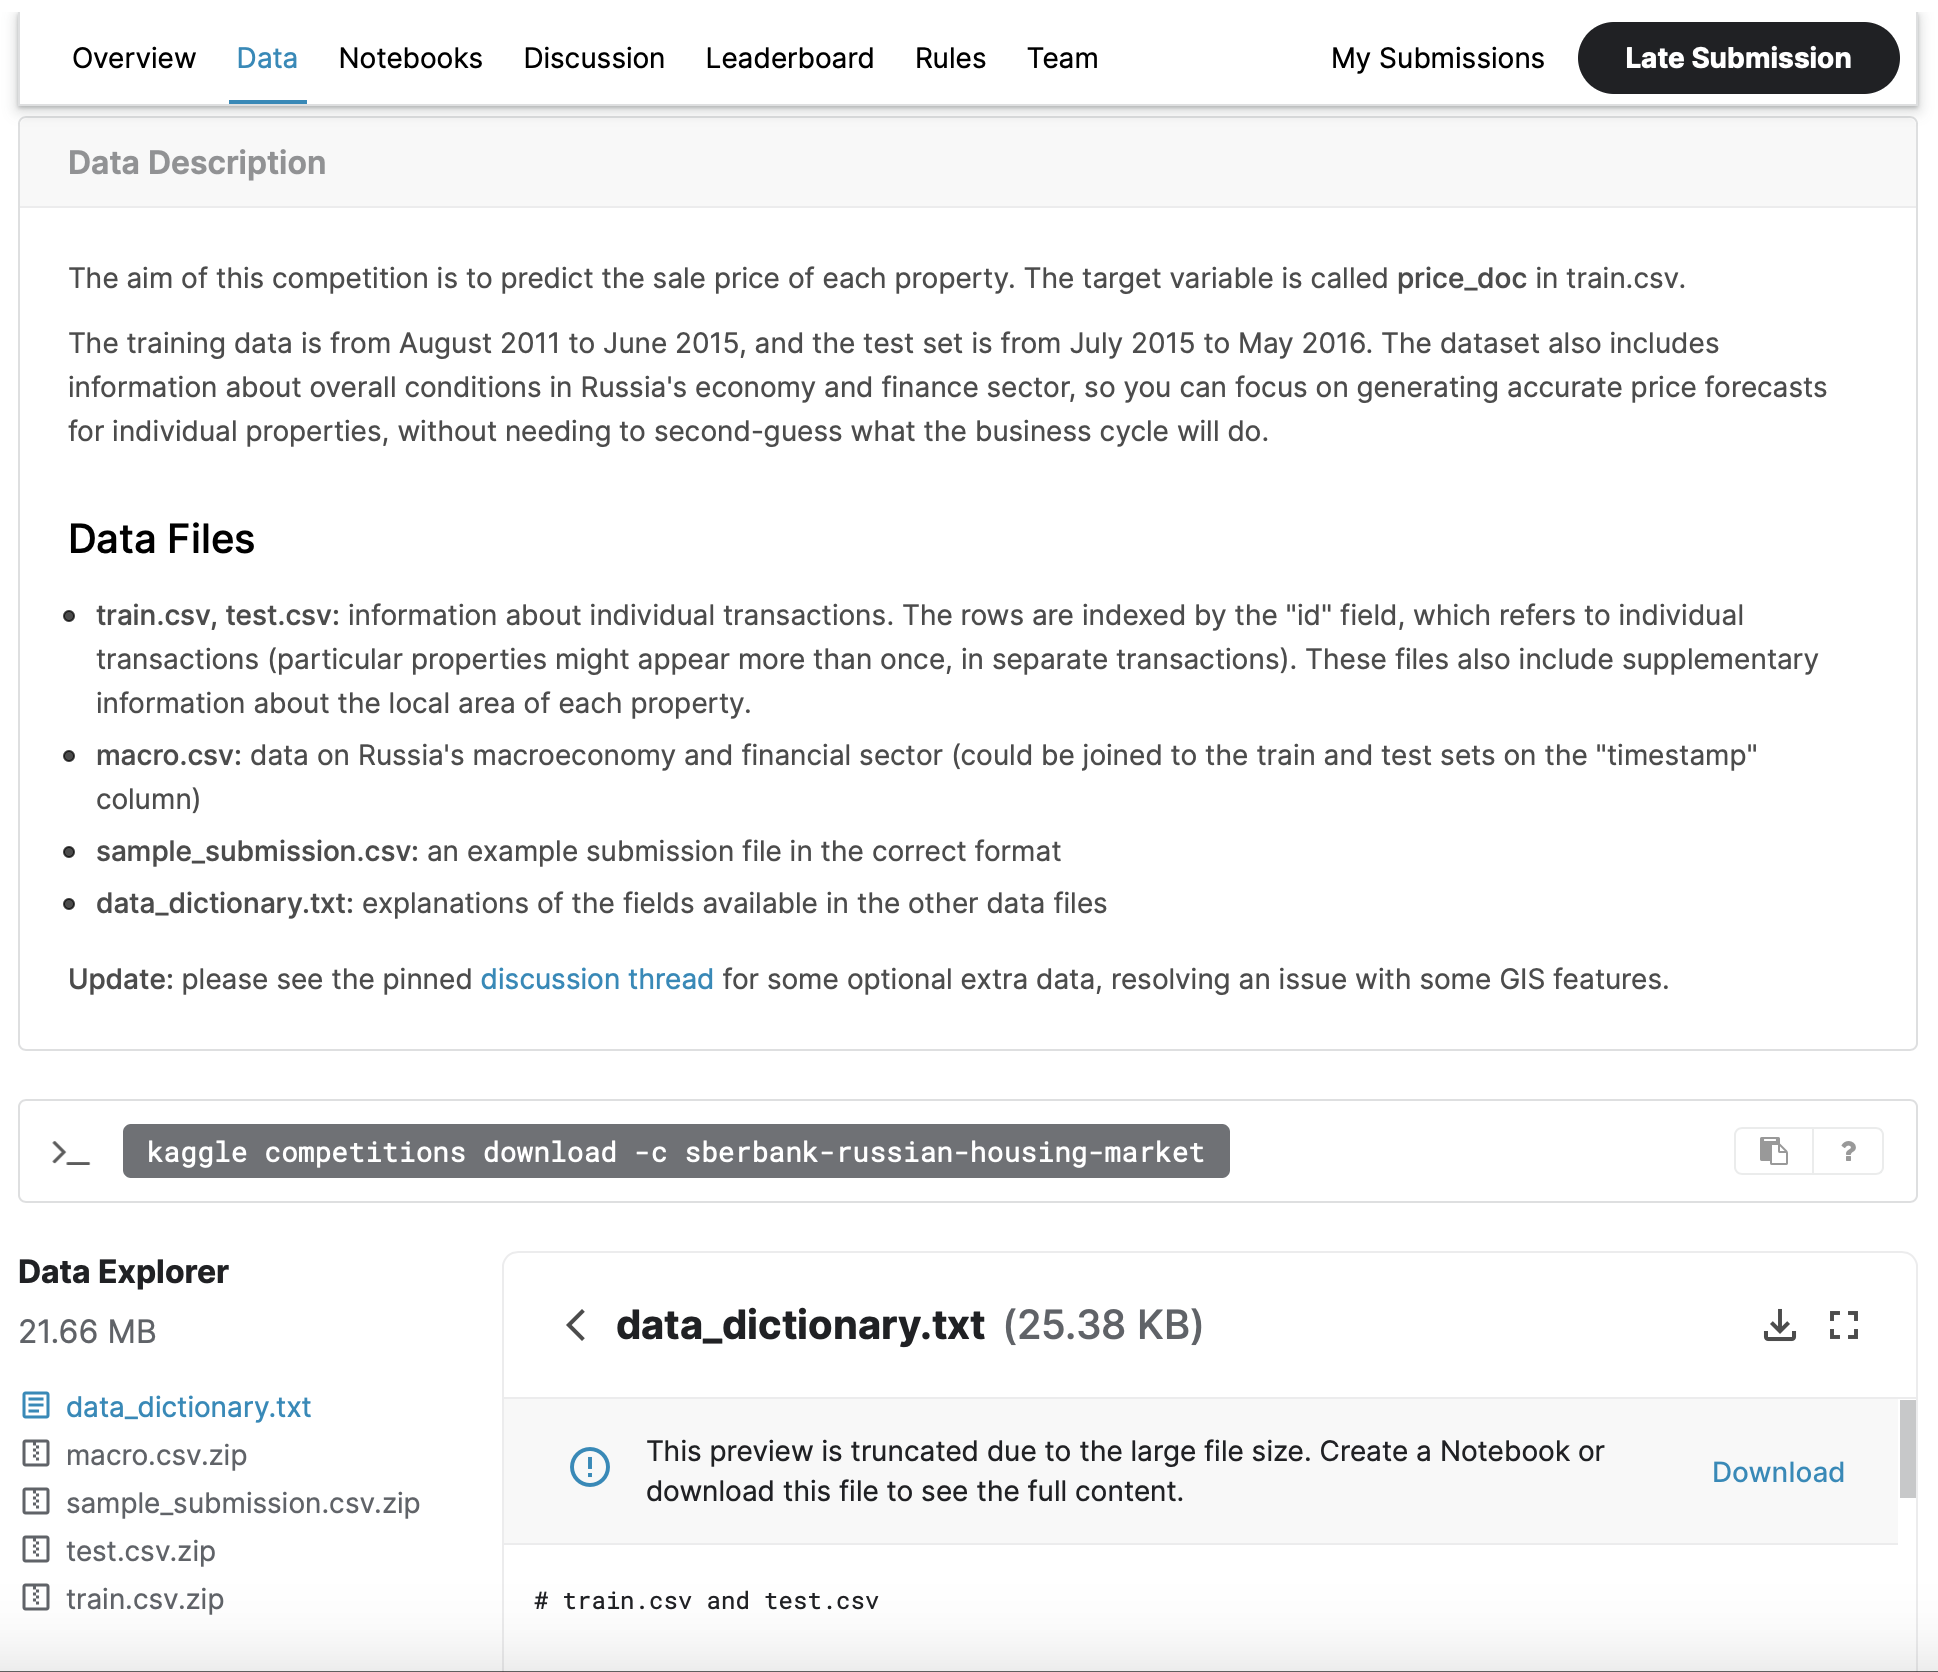 Overview Data Notebooks Discussion Leaderboard Rules Team My Submissions Late Submission
Data Description
The aim of this competition is to predict the sale price of each property. The target variable is called price_doc in train.csv.
The training data is from August 2011 to June 2015, and the test set is from July 2015 to May 2016. The dataset also includes
information about overall conditions in Russia's economy and finance sector, so you can focus on generating accurate price forecasts
for individual properties, without needing to second-guess what the business cycle will do.
Data Files
• train.csv, test.csv: information about individual transactions. The rows are indexed by the "id" field, which refers to individual
transactions (particular properties might appear more than once, in separate transactions). These files also include supplementary
information about the local area of each property.
• macro.csv: data on Russia's macroeconomy and financial sector (could be joined to the train and test sets on the "timestamp"
column)
• sample_submission.csv: an example submission file in the correct format
• data_dictionary.txt: explanations of the fields available in the other data files
Update: please see the pinned discussion thread for some optional extra data, resolving an issue with some GIS features.
>_ kaggle competitions download -c sberbank-russian-housing-market ?
Data Explorer
21.66 MB
data_dictionary.txt
macro.csv.zip
sample_submission.csv.zip
test.csv.zip
train.csv.zip
data_dictionary.txt (25.38 KB)
This preview is truncated due to the large file size. Create a Notebook or
download this file to see the full content.
Download
# train.csv and test.csv